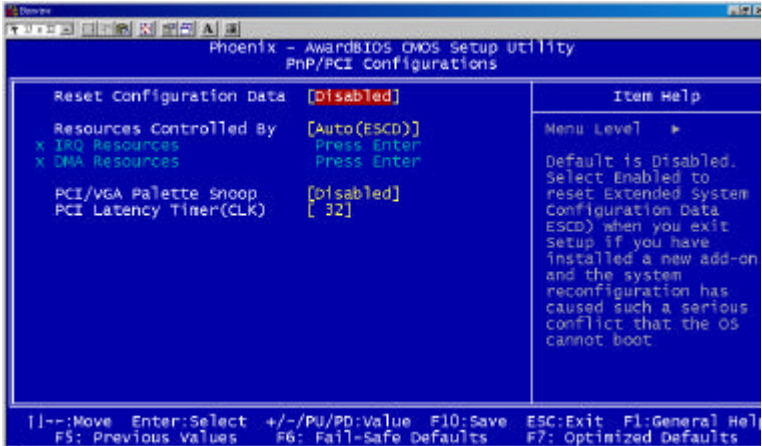 Phoenix - AwardBIOS CMOS Setup Utility
PnP/PCI Configurations
Reset Configuration Data [Disabled]
Resources Controlled By [Auto(ESCD)]
x IRQ Resources Press Enter
x DMA Resources Press Enter
PCI/VGA Palette Snoop [Disabled]
PCI Latency Timer(CLK) [ 32]
Item Help
Menu Level ►
Default is Disabled.
Select Enabled to
reset Extended System
Configuration Data
ESCD) when you exit
Setup if you have
installed a new add-on
and the system
reconfiguration has
caused such a serious
conflict that the OS
cannot boot
:Move Enter:Select +/-/PU/PD:Value F10:Save ESC:Exit F1:General Hel
F5: Previous Values F6: Fail-Safe Defaults F7: Optimized Defaults